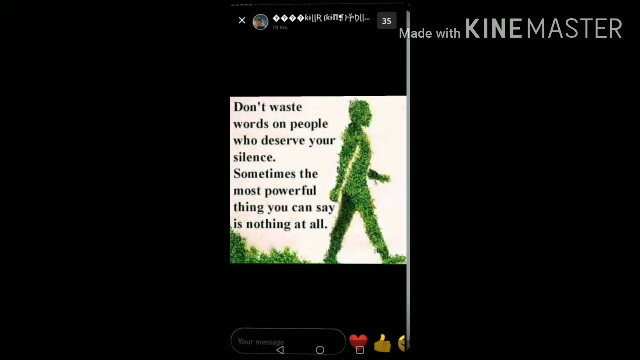 35
Made with KINEMASTER
Don't waste
words on people
who deserve your
silence.
Sometimes the
most powerful
thing you can say
is nothing at all.
Your message